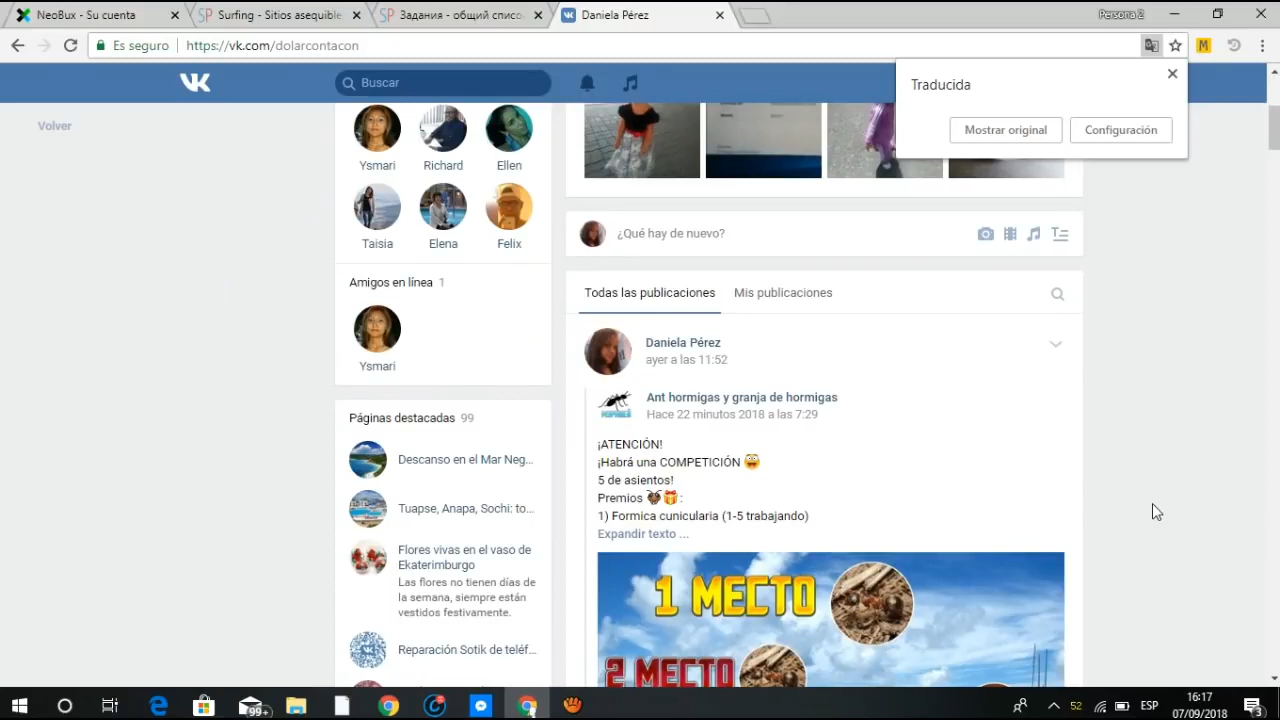 NeoBux - Su cuenta
SP Surfing - Sitios asequible
SP Задания - общий списо
Daniela Pérez
Persona 2
Es seguro
https://vk.com/dolarcontacon
M
Buscar
Traducida
Mostrar original
Configuración
Volver
Ysmari
Richard
Ellen
Taisia
Elena
Felix
¿Qué hay de nuevo?
Amigos en línea 1
Ysmari
Todas las publicaciones
Mis publicaciones
Daniela Pérez
ayer a las 11:52
Ant hormigas y granja de hormigas
Hace 22 minutos 2018 a las 7:29
¡ATENCIÓN!
¡Habrá una COMPETICIÓN
5 de asientos!
Premios :
1) Formica cunicularia (1-5 trabajando)
Expandir texto ...
1 МЕСТО
2 МЕСТО
Páginas destacadas 99
Descanso en el Mar Neg...
Tuapse, Anapa, Sochi: to...
Flores vivas en el vaso de
Ekaterimburgo
Las flores no tienen días de
la semana, siempre están
vestidos festivamente.
Reparación Sotik de teléf...
99+
52
ESP
16:17
07/09/2018
3